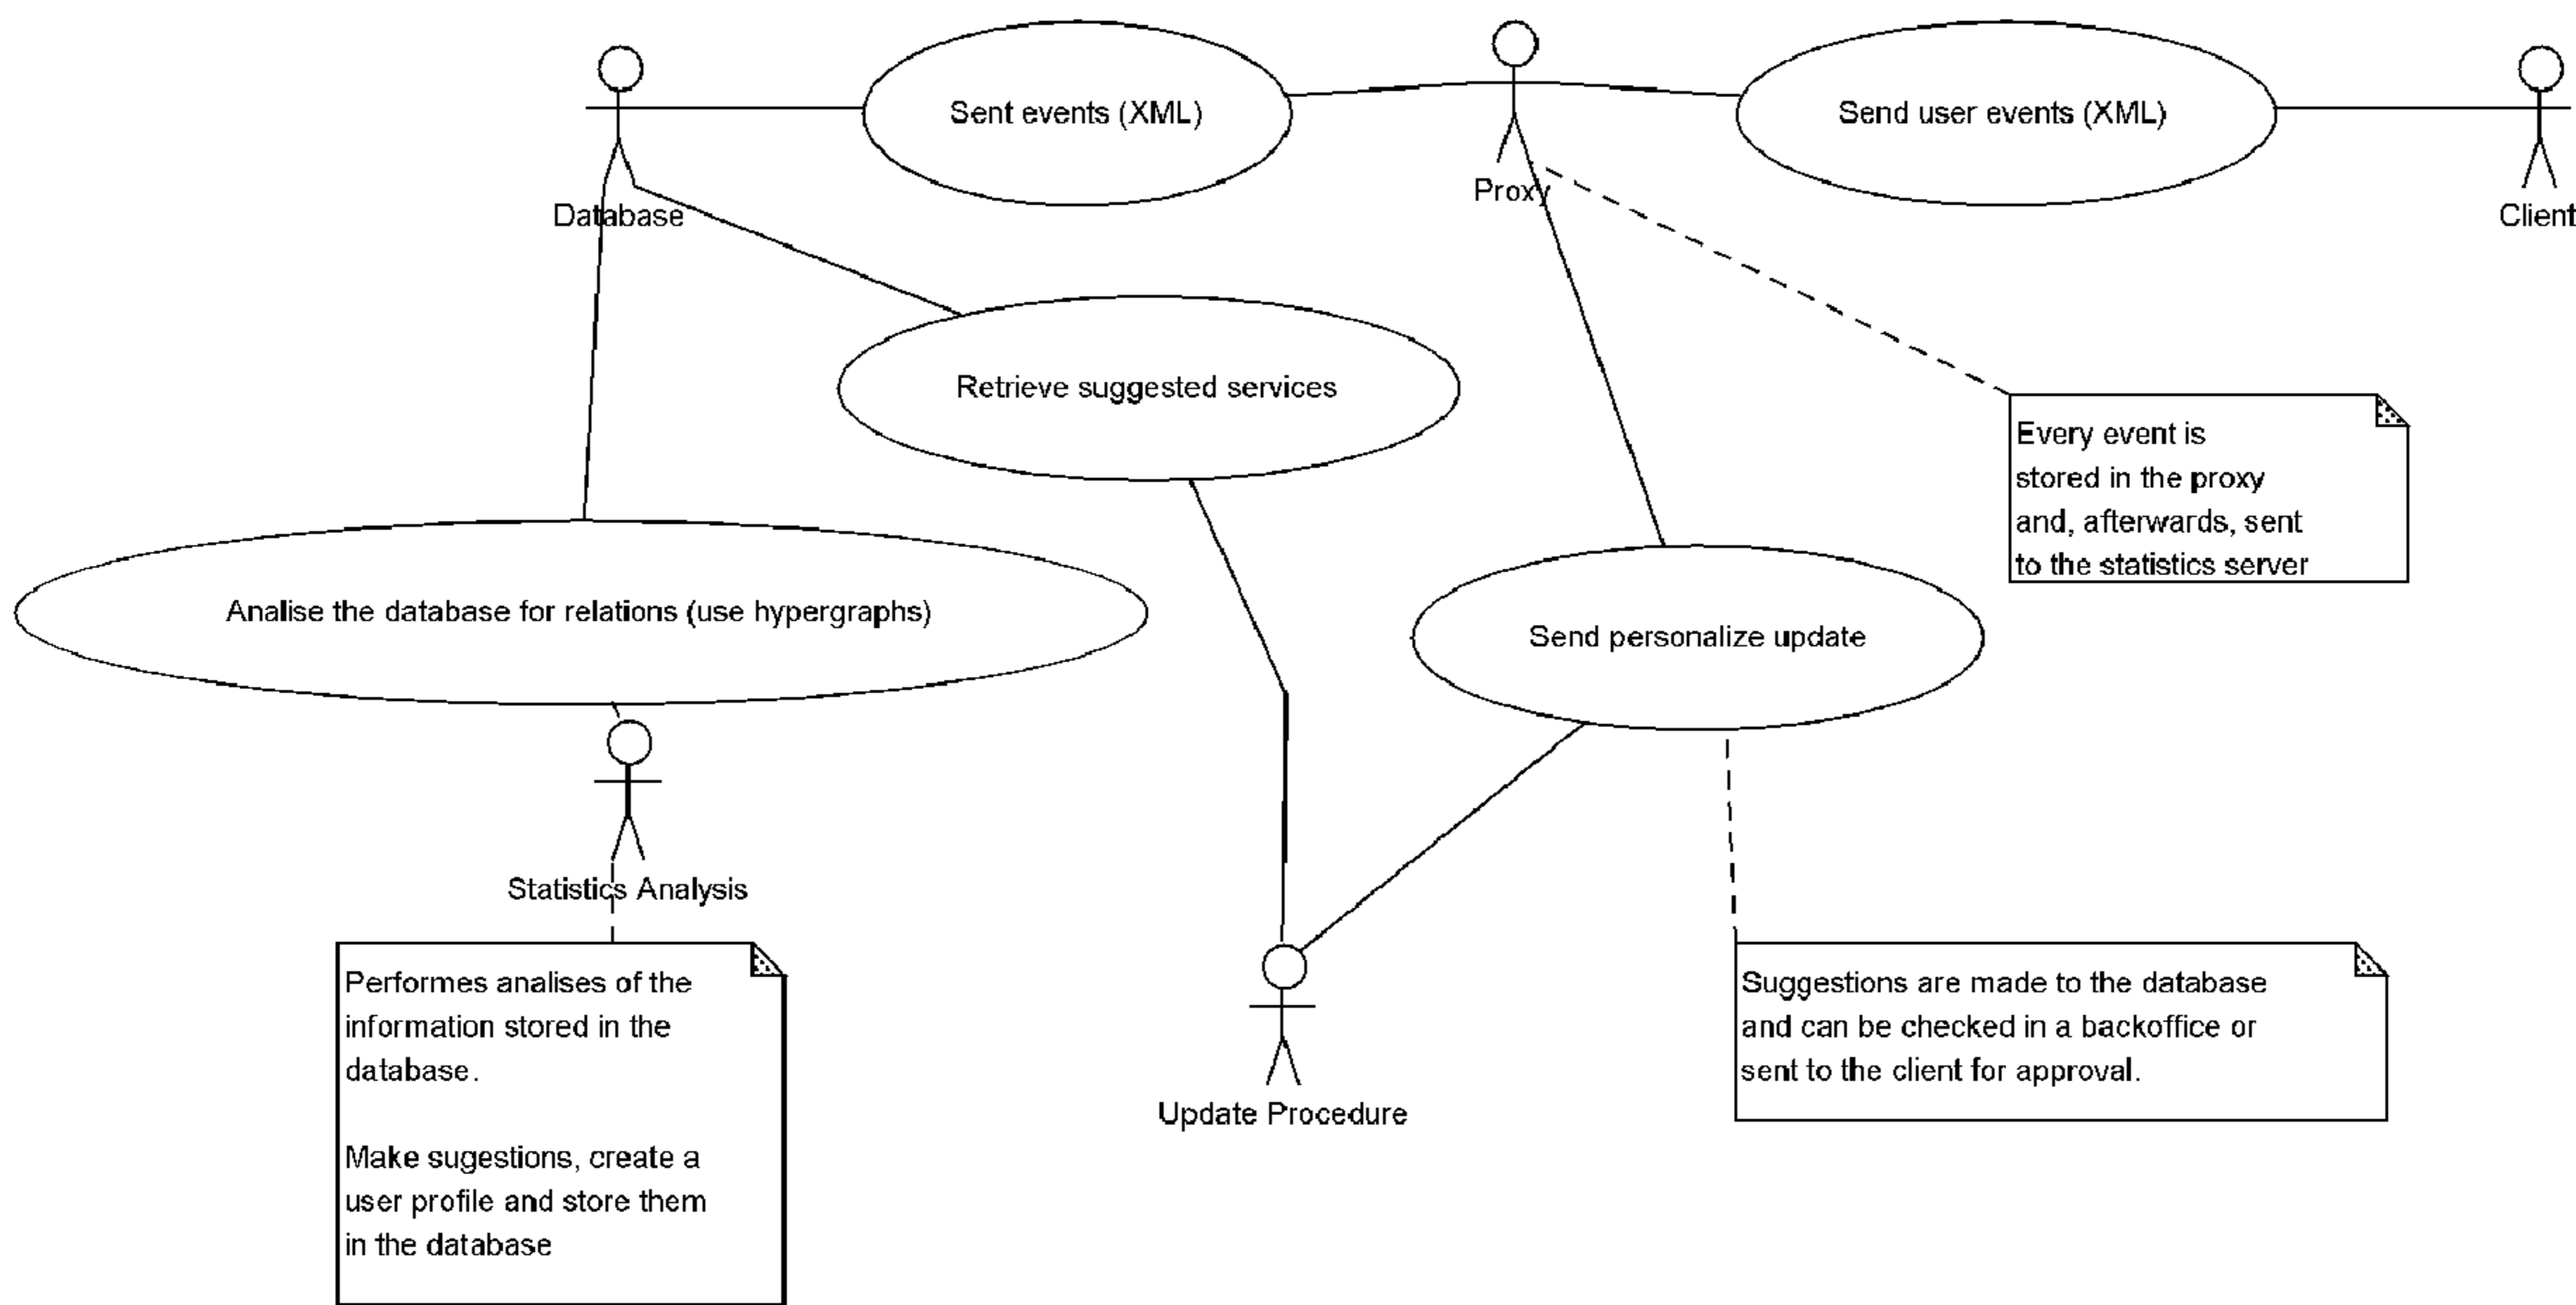 Sent events (XML)
Send user events (XML)
Proxy
Database
Client
Retrieve suggested services
Every event is
stored in the proxy
and, afterwards, sent
to the statistics server
Analise the database for relations (use hypergraphs)
Send personalize update
Statistics Analysis
Performes analises of the
information stored in the
database.
Make sugestions, create a
user profile and store them
in the database
Update Procedure
Suggestions are made to the database
and can be checked in a backoffice or
sent to the client for approval.